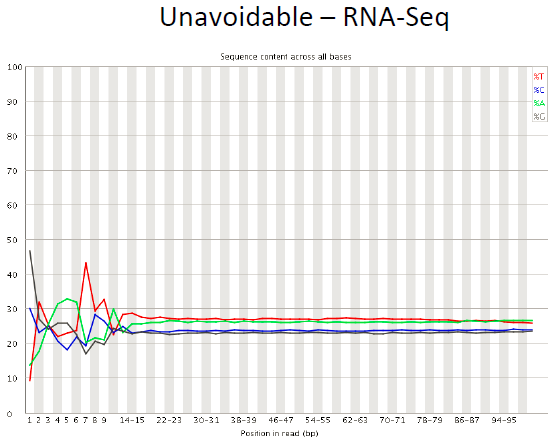 Unavoidable – RNA-Seq
Sequence content across all bases
100
90
80
70
60
50
40
30
20
10
0
%T
%C
%A
%G
1 2 3 4 5 6 7 8 9 14-15 22-23 30-31 38-39 46-47 54-55 62-63 70-71 78-79 86-87 94-95
Position in read (bp)